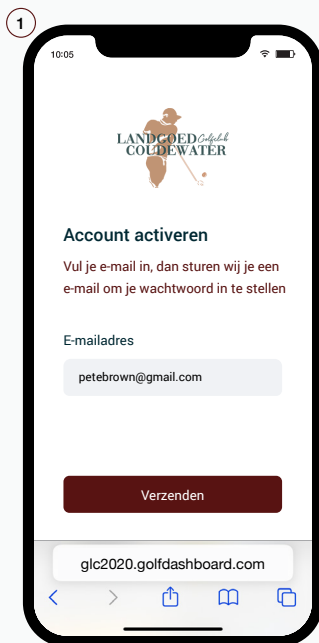 1
10:05
LANDGOED Golfclub
COUDEWATER
Account activeren
Vul je e-mail in, dan sturen wij je een
e-mail om je wachtwoord in te stellen
E-mailadres
petebrown@gmail.com
Verzenden
glc2020.golfdashboard.com